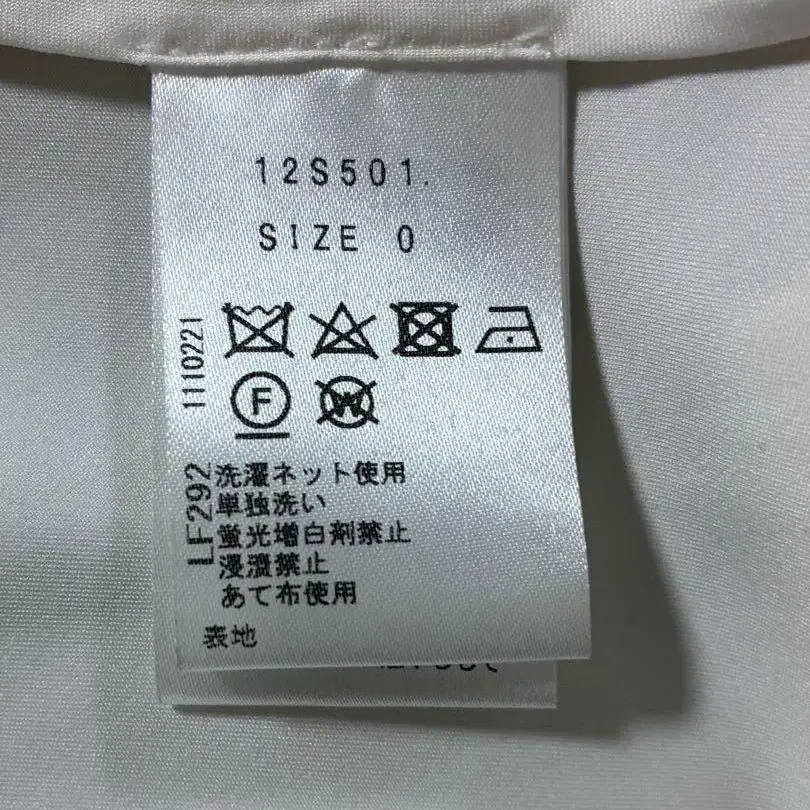 12S501.
SIZE 0
1110221
F
W
LF292
洗濯ネット使用
単独洗い
蛍光増白剤禁止
浸漬禁止
あて布使用
表地